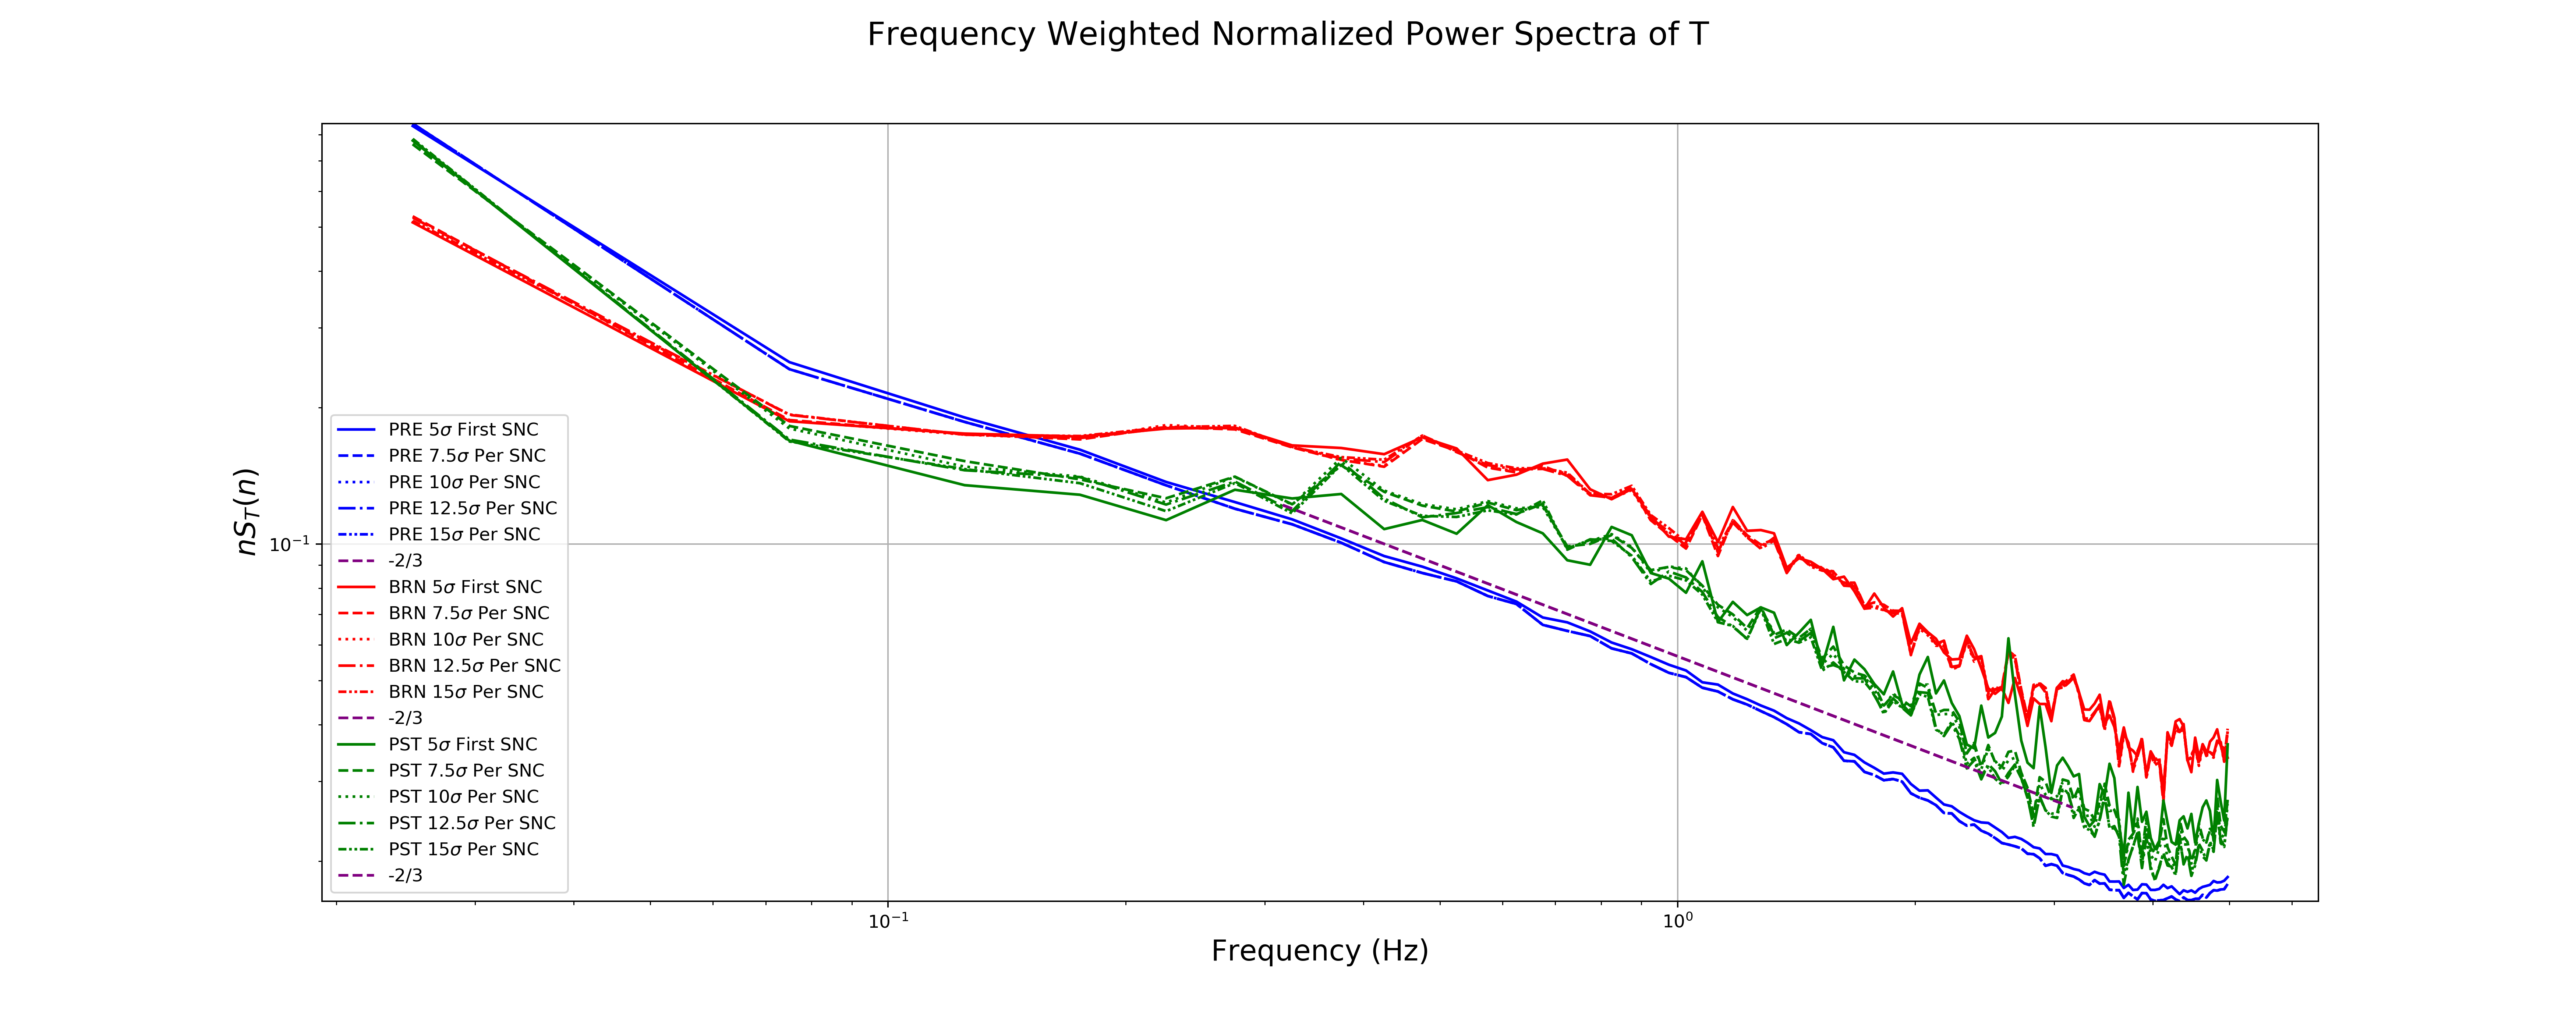 Frequency Weighted Normalized Power Spectra of T
nS_T(n)
10⁻¹
PRE 5σ First SNC
PRE 7.5σ Per SNC
PRE 10σ Per SNC
PRE 12.5σ Per SNC
PRE 15σ Per SNC
-2/3
BRN 5σ First SNC
BRN 7.5σ Per SNC
BRN 10σ Per SNC
BRN 12.5σ Per SNC
BRN 15σ Per SNC
-2/3
PST 5σ First SNC
PST 7.5σ Per SNC
PST 10σ Per SNC
PST 12.5σ Per SNC
PST 15σ Per SNC
-2/3
10⁻¹ 10⁰
Frequency (Hz)